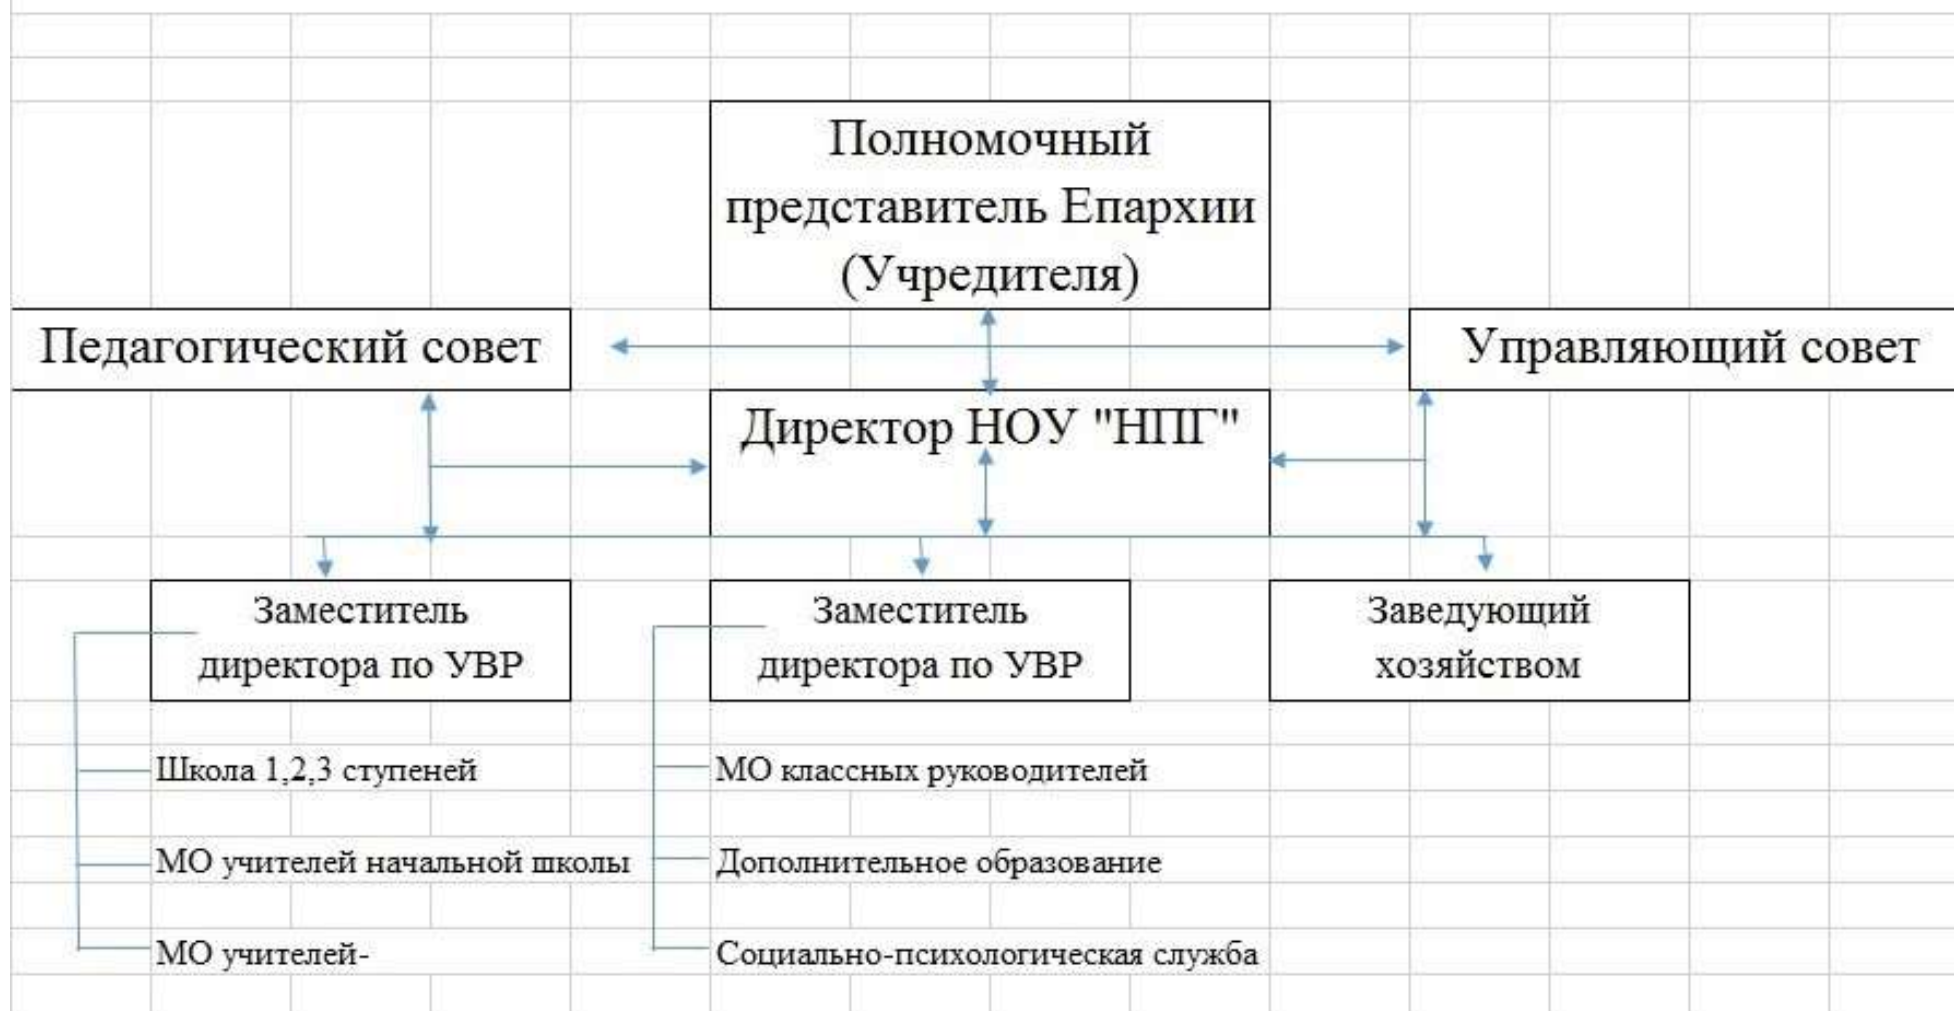 Полномочный
представитель Епархии
(Учредителя)
Педагогический совет
Управляющий совет
Директор НОУ "НПГ"
Заместитель
директора по УВР
Заместитель
директора по УВР
Заведующий
хозяйством
Школа 1,2,3 ступеней
МО классных руководителей
МО учителей начальной школы
Дополнительное образование
МО учителей-
Социально-психологическая служба